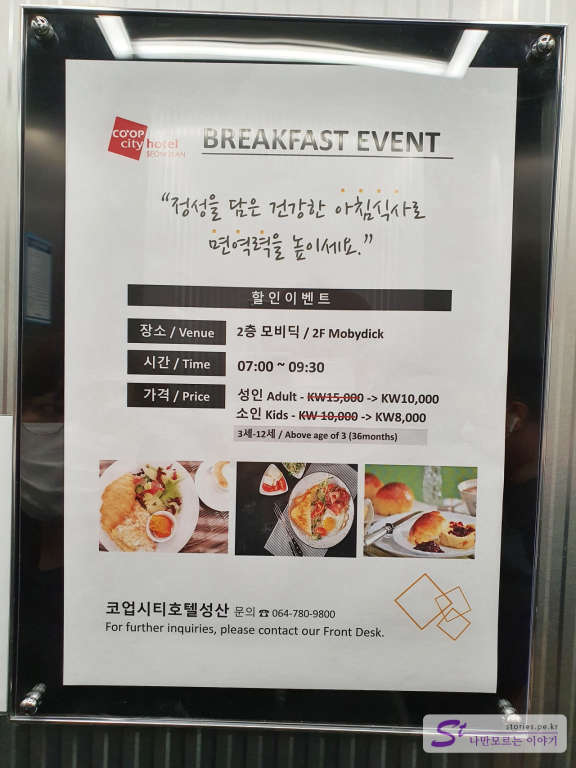 CO'OP
city hotel
SEONGSAN
BREAKFAST EVENT
“정성을 담은 건강한 아침식사로
면역력을 높이세요.”
할인이벤트
장소 / Venue 2층 모비딕 / 2F Mobydick
시간 / Time 07:00 ~ 09:30
가격 / Price 성인 Adult - KW15,000 -> KW10,000
소인 Kids - KW 10,000 -> KW8,000
3세-12세 / Above age of 3 (36months)
코업시티호텔성산 문의 ☎ 064-780-9800
For further inquiries, please contact our Front Desk.
St stories.pe.kr
나만모르는 이야기